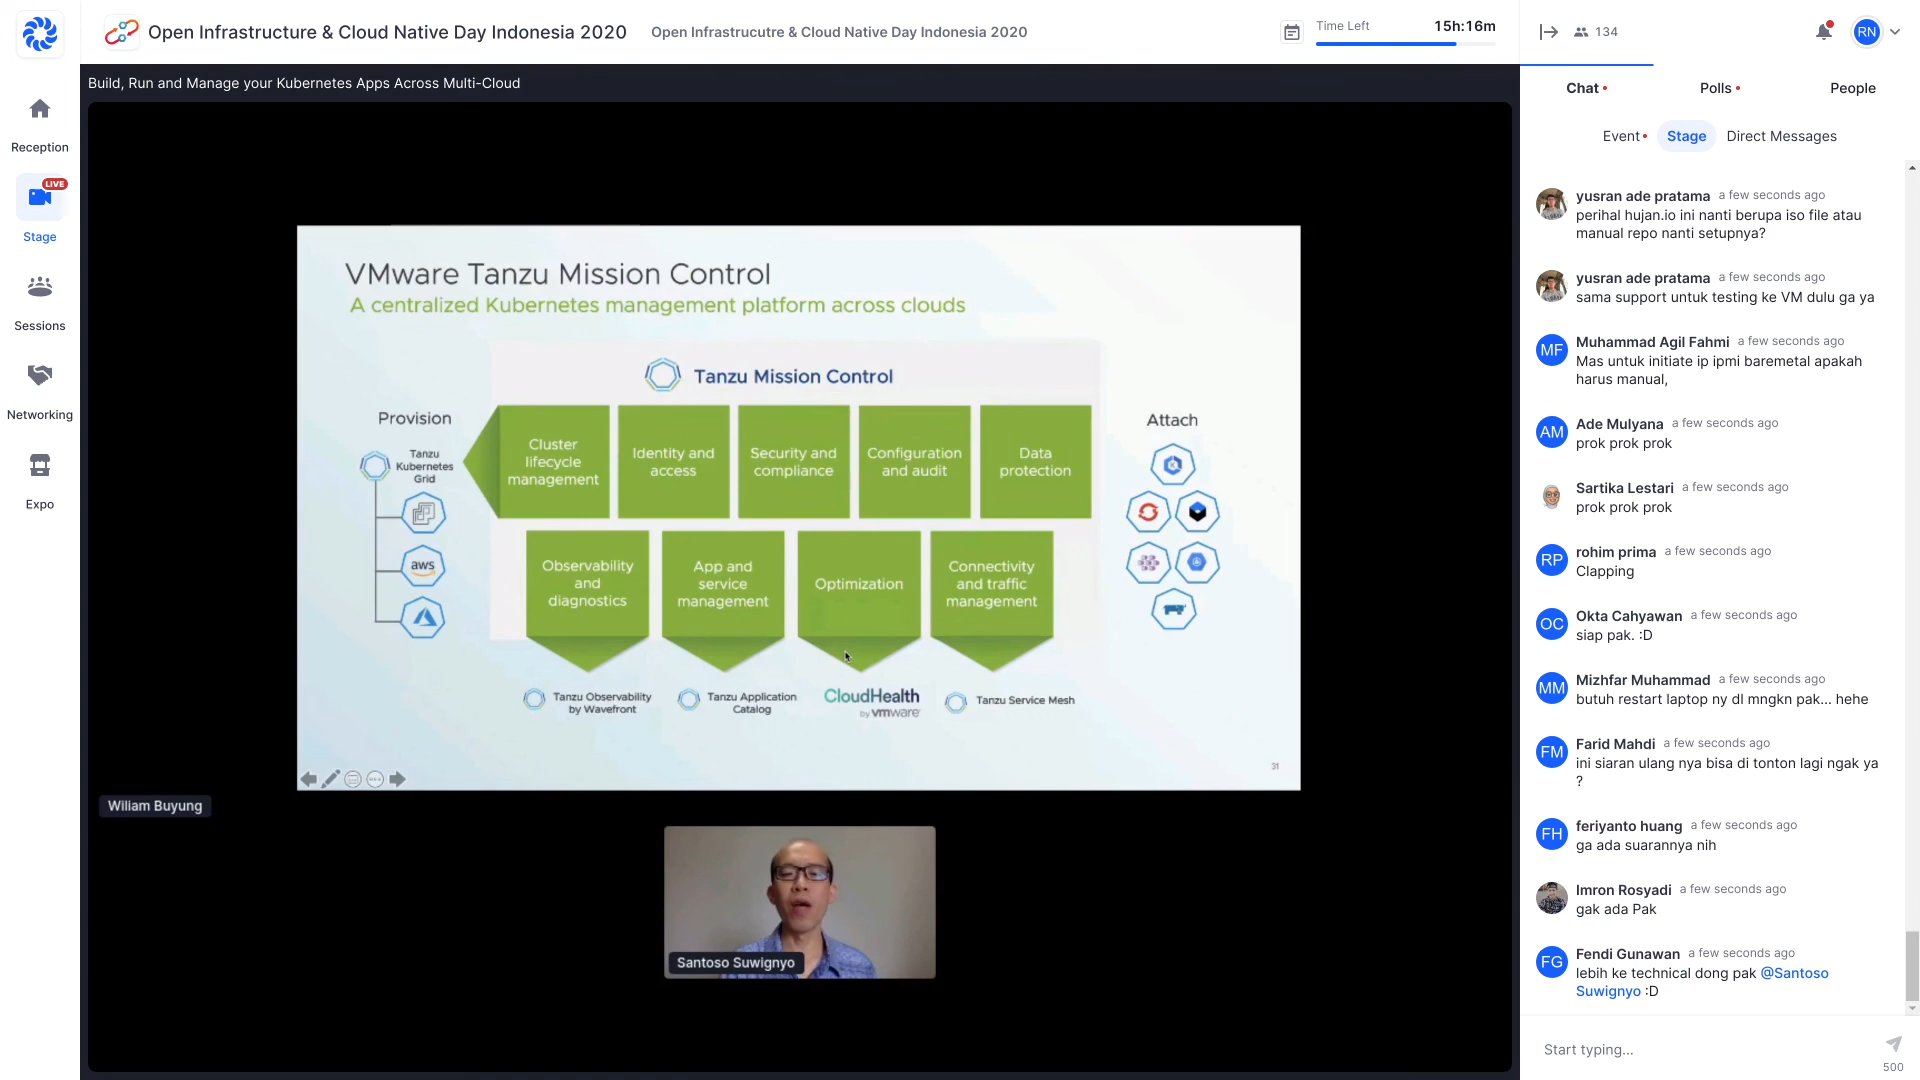 Open Infrastructure & Cloud Native Day Indonesia 2020
Open Infrastrucutre & Cloud Native Day Indonesia 2020
Time Left
15h:16m
134
RN
Reception
LIVE
Stage
Sessions
Networking
Expo
Build, Run and Manage your Kubernetes Apps Across Multi-Cloud
VMware Tanzu Mission Control
A centralized Kubernetes management platform across clouds
Tanzu Mission Control
Provision
Tanzu
Kubernetes
Grid
aws
Cluster
lifecycle
management
Identity and
access
Security and
compliance
Configuration
and audit
Data
protection
Observability
and
diagnostics
App and
service
management
Optimization
Connectivity
and traffic
management
Attach
Tanzu Observability
by Wavefront
Tanzu Application
Catalog
CloudHealth
by vmware
Tanzu Service Mesh
31
Wiliam Buyung
Santoso Suwignyo
Chat
Polls
People
Event
Stage
Direct Messages
yusran ade pratama a few seconds ago
perihal hujan.io ini nanti berupa iso file atau
manual repo nanti setupnya?
yusran ade pratama a few seconds ago
sama support untuk testing ke VM dulu ga ya
MF
Muhammad Agil Fahmi a few seconds ago
Mas untuk initiate ip ipmi baremetal apakah
harus manual,
AM
Ade Mulyana a few seconds ago
prok prok prok
Sartika Lestari a few seconds ago
prok prok prok
RP
rohim prima a few seconds ago
Clapping
OC
Okta Cahyawan a few seconds ago
siap pak. :D
MM
Mizhfar Muhammad a few seconds ago
butuh restart laptop ny dl mngkn pak... hehe
FM
Farid Mahdi a few seconds ago
ini siaran ulang nya bisa di tonton lagi ngak ya
?
FH
feriyanto huang a few seconds ago
ga ada suarannya nih
Imron Rosyadi a few seconds ago
gak ada Pak
FG
Fendi Gunawan a few seconds ago
lebih ke technical dong pak @Santoso
Suwignyo :D
Start typing...
500